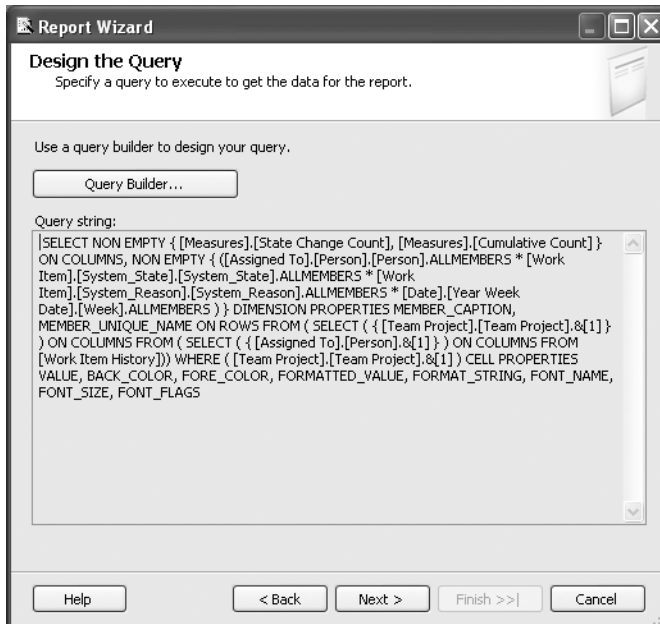 Report Wizard
Design the Query
Specify a query to execute to get the data for the report.
Use a query builder to design your query.
Query Builder...
Query string:
SELECT NON EMPTY { [Measures].[State Change Count], [Measures].[Cumulative Count] }
ON COLUMNS, NON EMPTY { ([Assigned To].[Person].[Person].ALLMEMBERS * [Work
Item].[System_State].[System_State].ALLMEMBERS * [Work
Item].[System_Reason].[System_Reason].ALLMEMBERS * [Date].[Year Week
Date].[Week].ALLMEMBERS ) } DIMENSION PROPERTIES MEMBER_CAPTION,
MEMBER_UNIQUE_NAME ON ROWS FROM ( SELECT ( { [Team Project].[Team Project].&[1] }
) ON COLUMNS FROM ( SELECT ( { [Assigned To].[Person].&[1] } ) ON COLUMNS FROM
[Work Item History])) WHERE ( [Team Project].[Team Project].&[1] ) CELL PROPERTIES
VALUE, BACK_COLOR, FORE_COLOR, FORMATTED_VALUE, FORMAT_STRING, FONT_NAME,
FONT_SIZE, FONT_FLAGS
Help
< Back
Next >
Finish >>|
Cancel